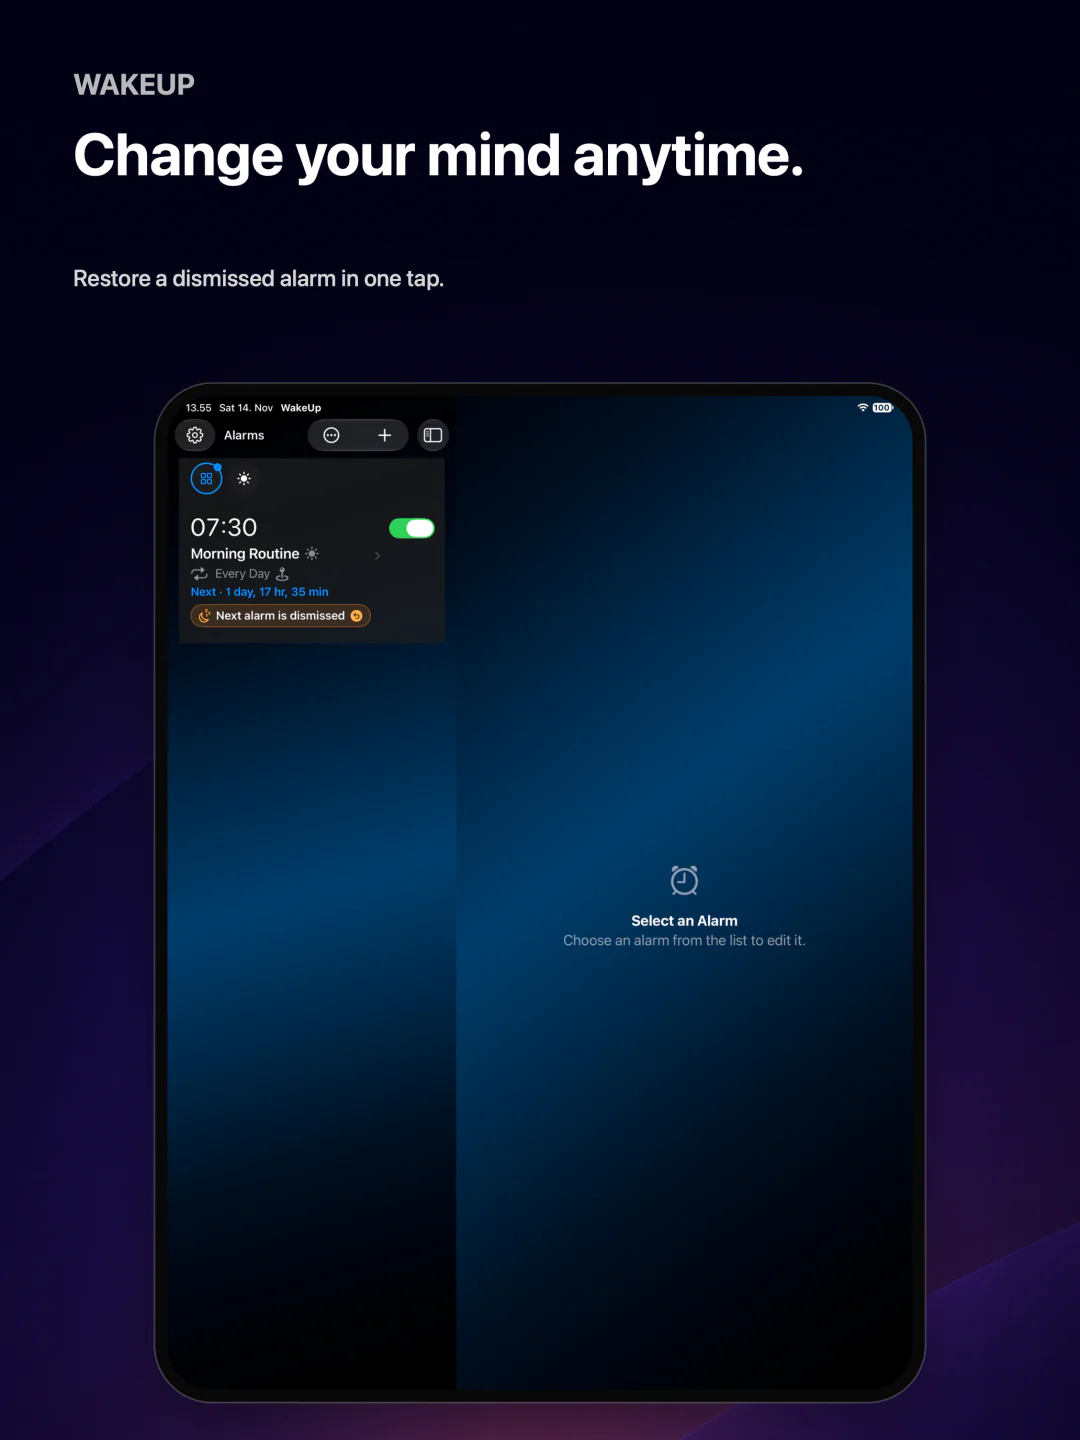 WAKEUP
Change your mind anytime.
Restore a dismissed alarm in one tap.
13.55 Sat 14. Nov WakeUp
100
Alarms
07:30
Morning Routine
Every Day
Next · 1 day, 17 hr, 35 min
Next alarm is dismissed
Select an Alarm
Choose an alarm from the list to edit it.